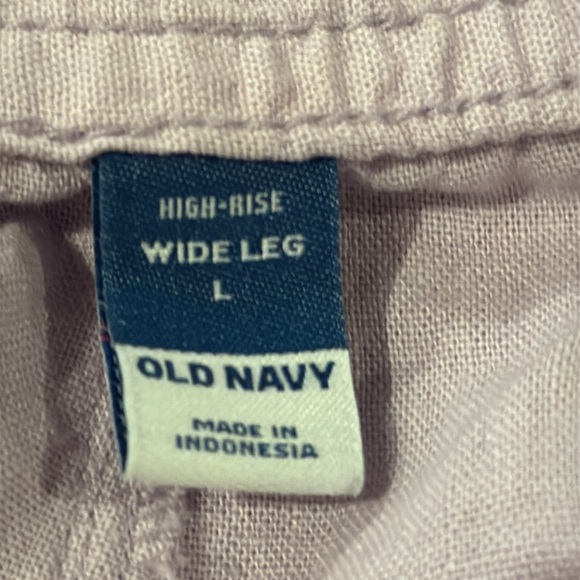 HIGH-RISE
WIDE LEG
L
OLD NAVY
MADE IN
INDONESIA